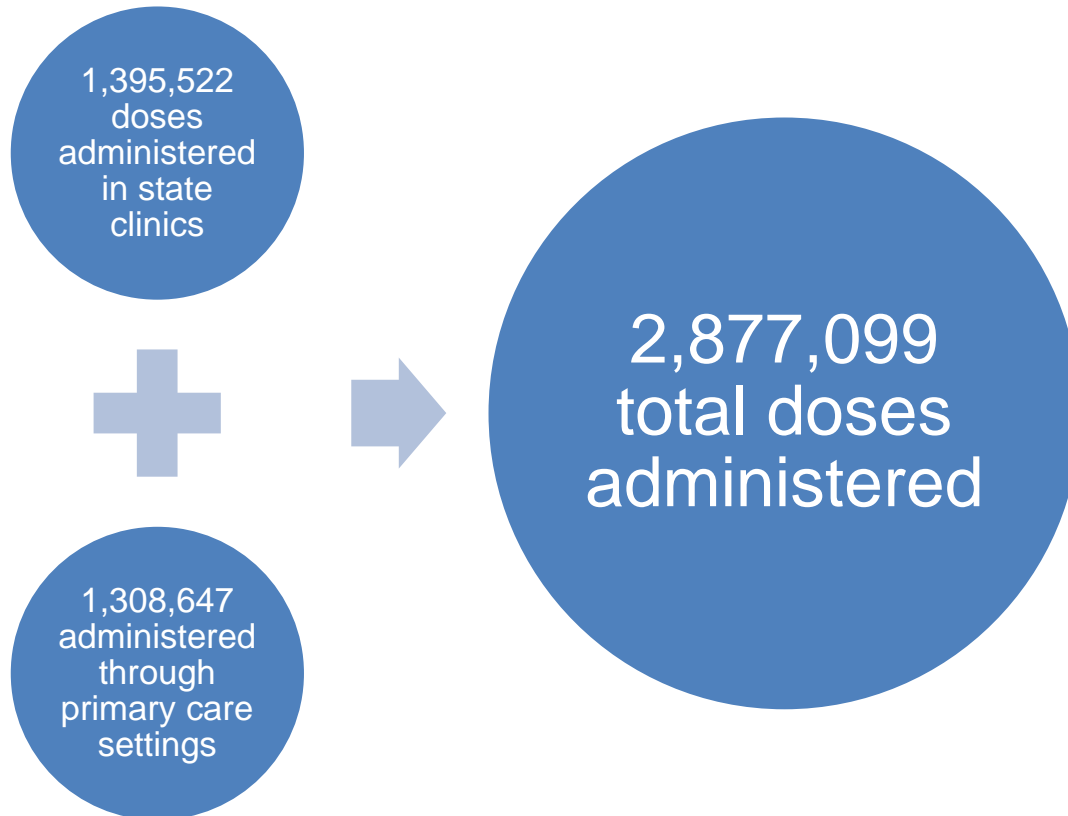 1,395,522
doses
administered
in state
clinics
1,308,647
administered
through
primary care
settings
2,877,099
total doses
administered